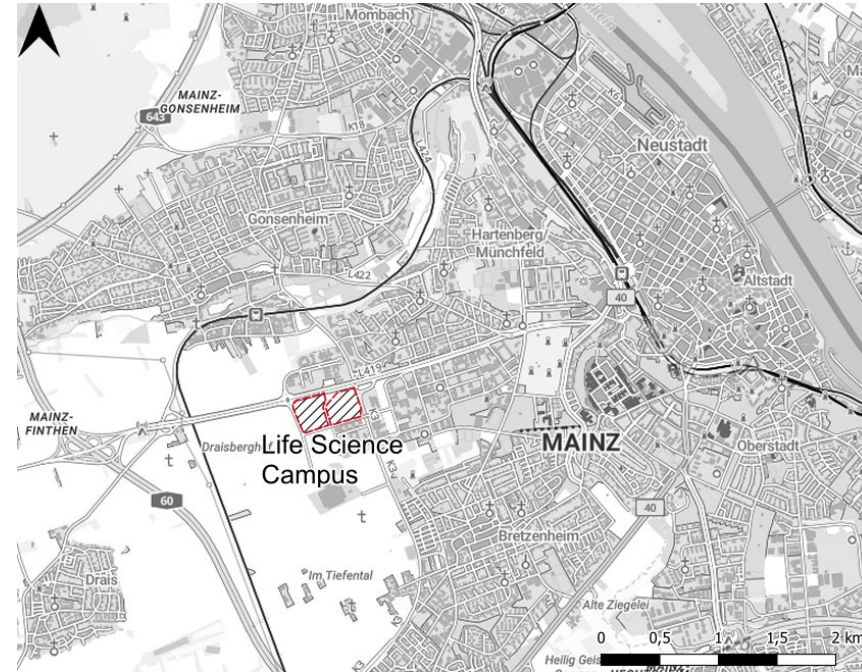 Mombach
K6
MAINZ-
GONSENHEIM
643
K18
L424
Neustadt
Gonsenheim
Hartenberg
Münchfeld
L422
Altstadt
40
L419
MAINZ-
FINTHEN
K3
Draisberghof
Life Science
Campus
MAINZ
Oberstadt
60
40
Bretzenheim
Drais
Im Tiefental
Alte Ziegelei
0 0,5 1 1,5 2 km